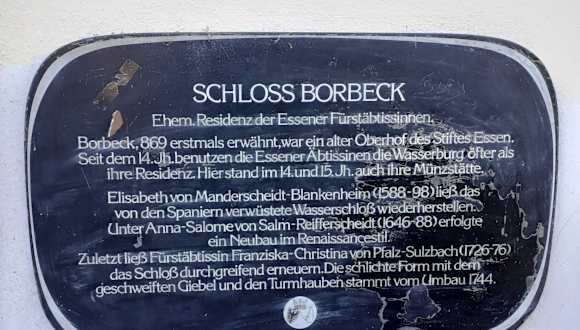 SCHLOSS BORBECK
Ehem. Residenz der Essener Fürstäbtissinnen.
Borbeck, 869 erstmals erwähnt, war ein alter Oberhof des Stiftes Essen.
Seit dem 14. Jh. benutzen die Essener Äbtissinen die Wasserburg öfter als
ihre Residenz. Hier stand im 14. und 15. Jh. auch ihre Münzstätte.
Elisabeth von Manderscheidt-Blankenheim (1588-98) ließ das
von den Spaniern verwüstete Wasserschloß wiederherstellen.
Unter Anna-Salome von Salm-Reifferscheidt (1646-88) erfolgte
ein Neubau im Renaissancestil.
Zuletzt ließ Fürstäbtissin Franziska-Christina von Pfalz-Sulzbach (1726-76)
das Schloß durchgreifend erneuern. Die schlichte Form mit dem
geschweiften Giebel und den Turmhauben stammt vom Umbau 1744.